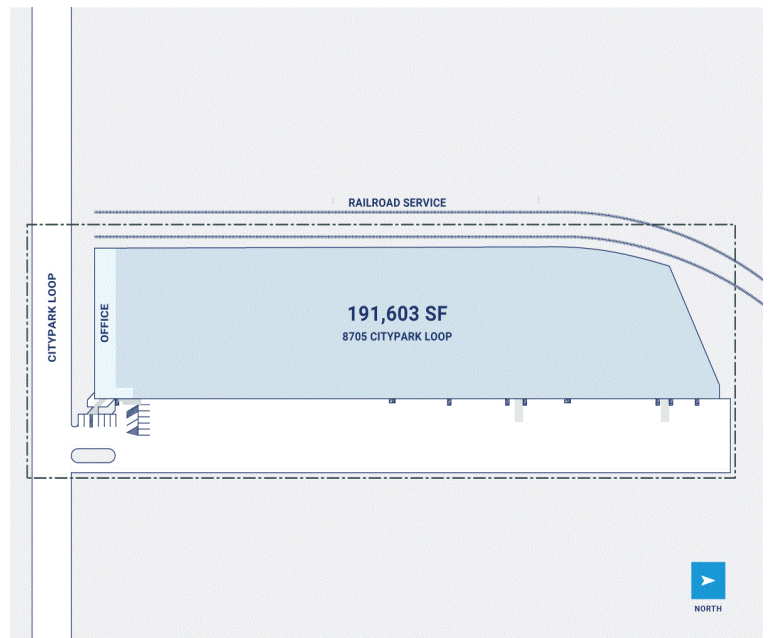 RAILROAD SERVICE
CITYPARK LOOP
OFFICE
191,603 SF
8705 CITYPARK LOOP
NORTH